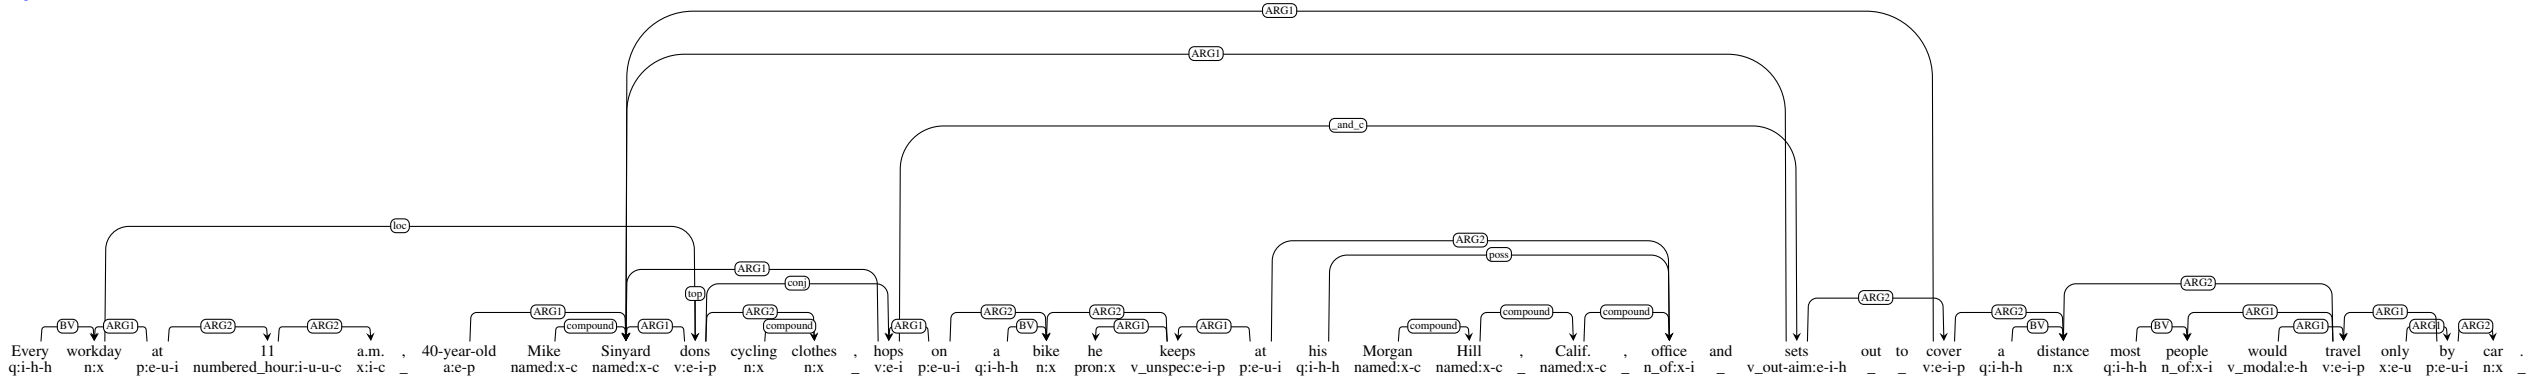 ARG1
ARG1
_and_c
loc
ARG2
poss
ARG1
conj
ARG2
top
ARG2
ARG1 ARG2 ARG2 ARG2 compound compound ARG2 ARG1 ARG1
BV ARG1 ARG2 ARG2 compound ARG1 compound ARG1 BV ARG1 ARG1 compound BV BV ARG1 ARG1 ARG2
Every workday at 11 a.m. , 40-year-old Mike Sinyard dons cycling clothes , hops on a bike he keeps at his Morgan Hill , Calif. , office and sets out to cover a distance most people would travel only by car .
q:i-h-h n:x p:e-u-i numbered_hour:i-u-u-c x:i-c _ a:e-p named:x-c named:x-c v:e-i-p n:x n:x _ v:e-i p:e-u-i q:i-h-h n:x pron:x v_unspec:e-i-p p:e-u-i q:i-h-h named:x-c named:x-c _ named:x-c _ n_of:x-i _ v_out-aim:e-i-h _ _ v:e-i-p q:i-h-h n:x q:i-h-h n_of:x-i v_modal:e-h v:e-i-p x:e-u p:e-u-i n:x _